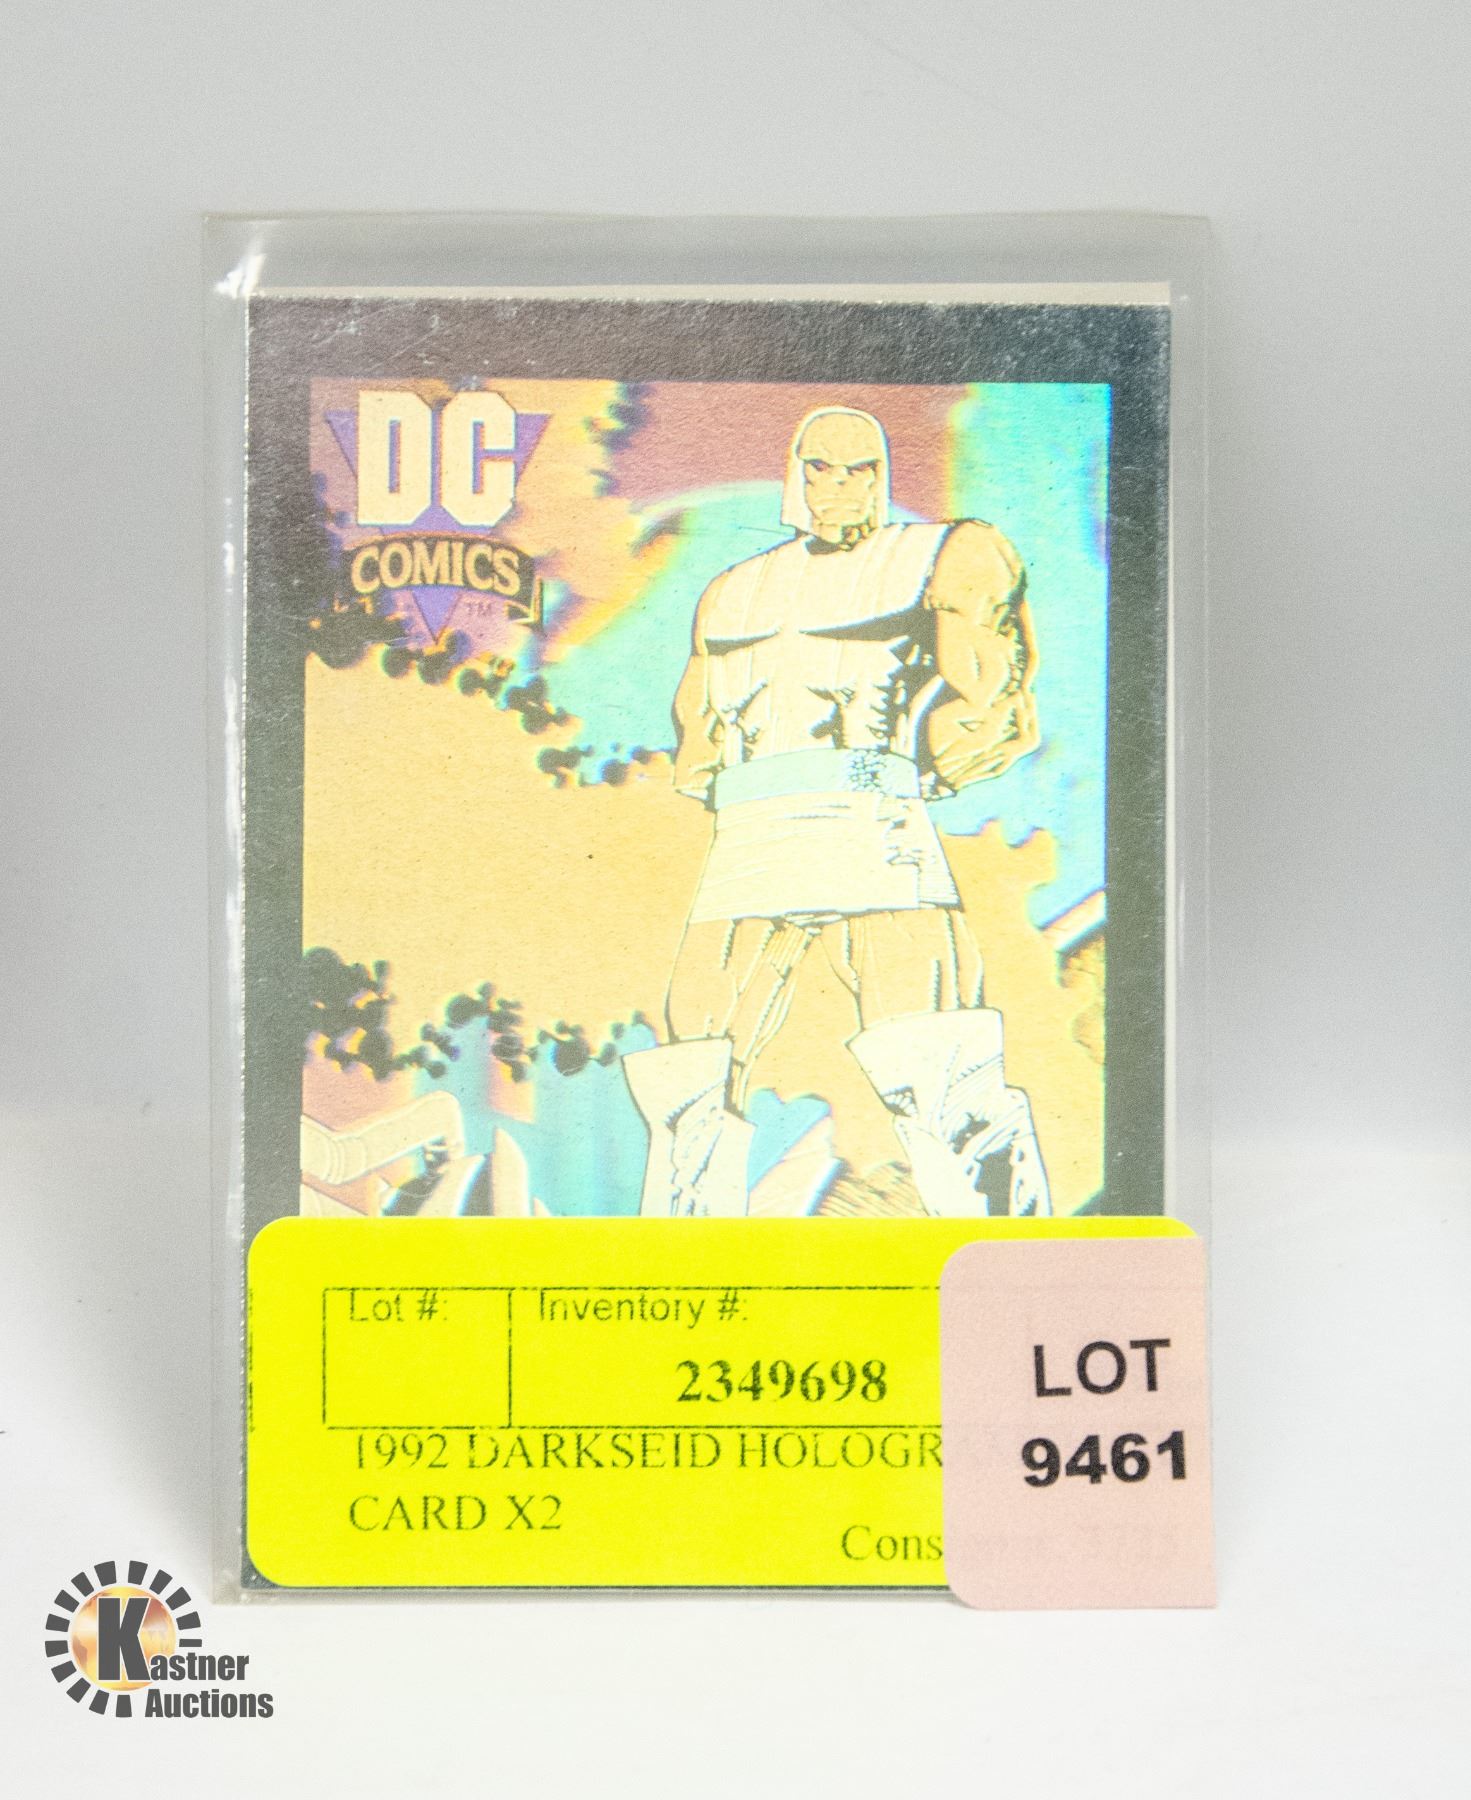 DC
COMICS
TM
Lot #:
Inventory #:
2349698
1992 DARKSEID HOLOGR
CARD X2
Cons
LOT
9461
Kastner
Auctions